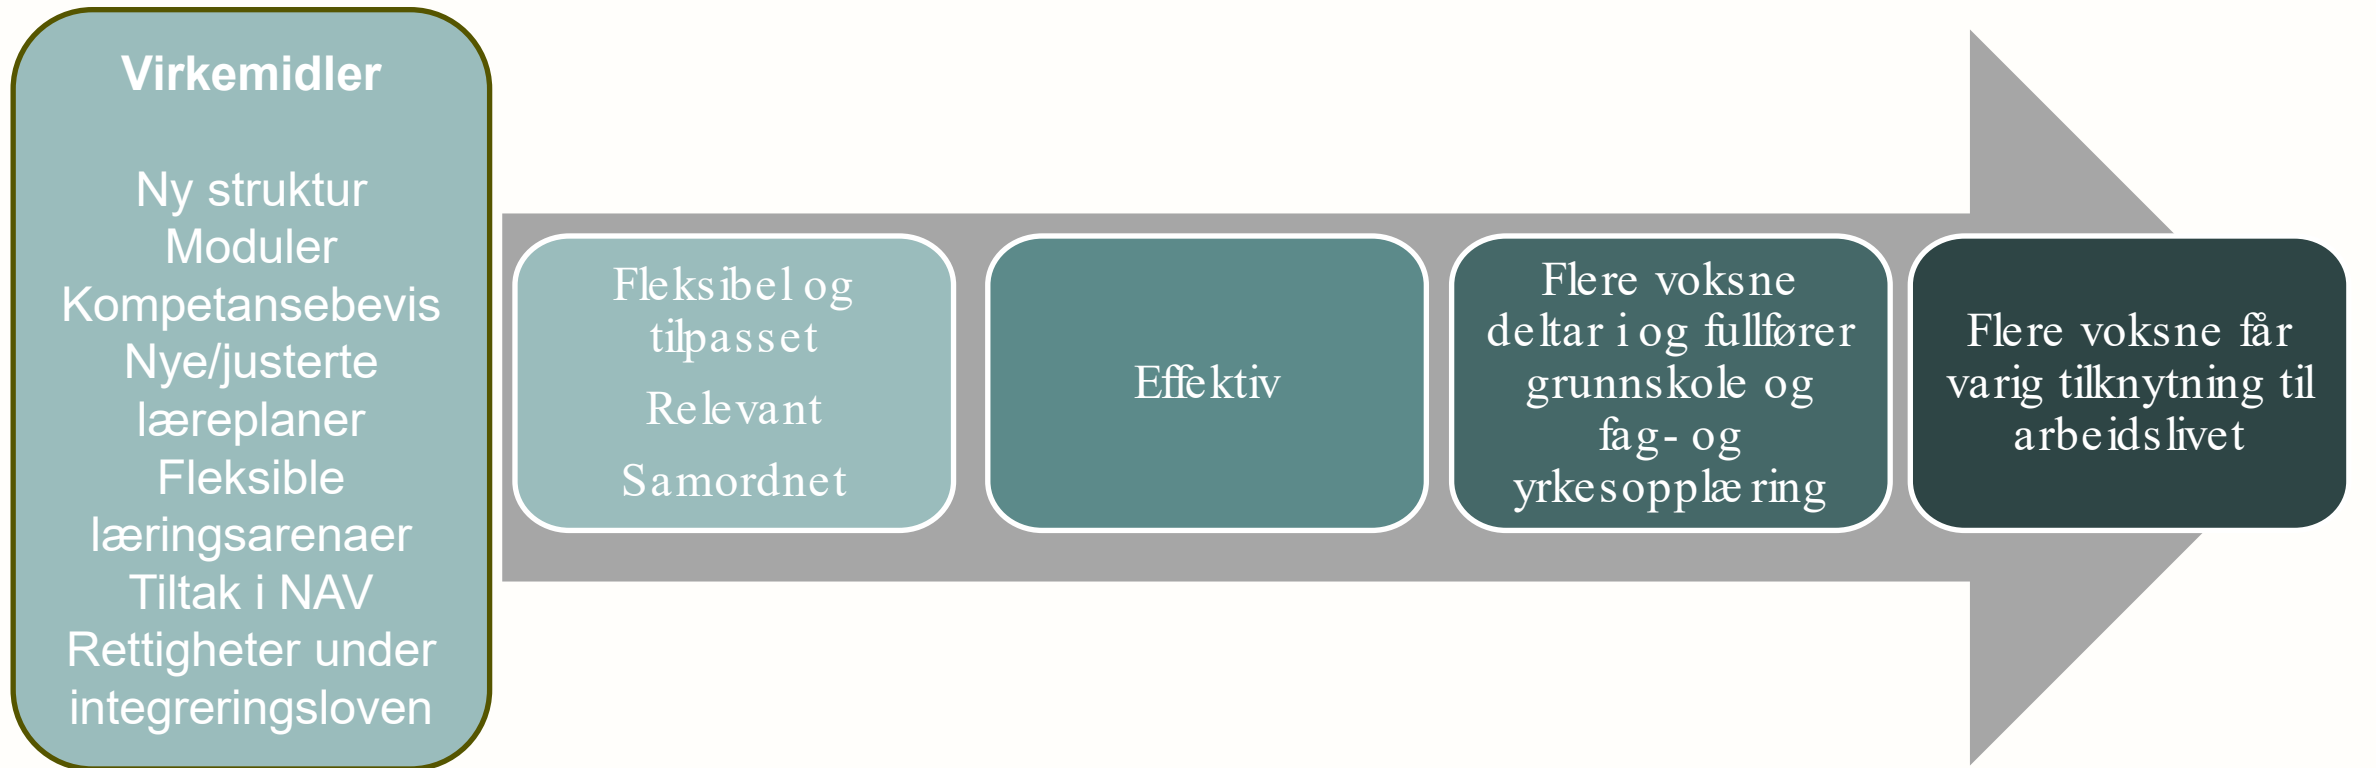 Virkemidler
Ny struktur
Moduler
Kompetansebevis
Nye/justerte
læreplaner
Fleksible
læringsarenaer
Tiltak i NAV
Rettigheter under
integreringsloven
Fleksibel og
tilpasset
Relevant
Samordnet
Effektiv
Flere voksne
deltar i og fullfører
grunnskole og
fag- og
yrkesopplæring
Flere voksne får
varig tilknytning til
arbeidslivet